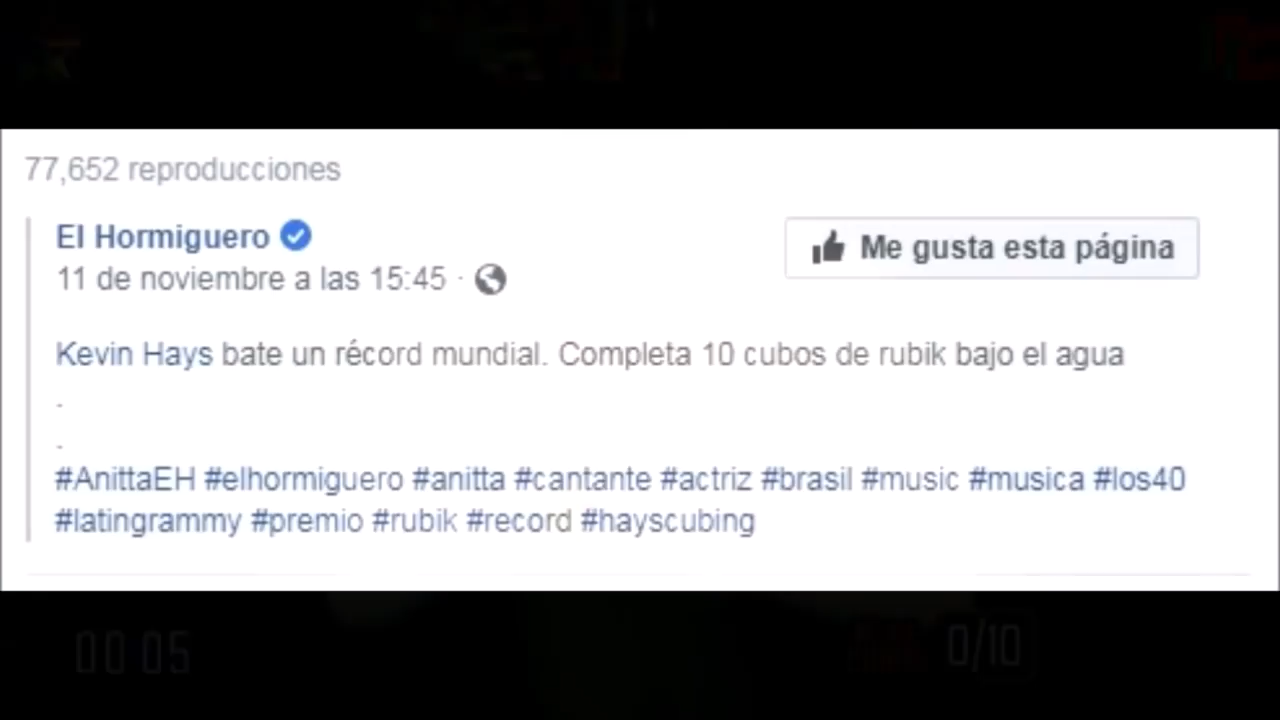 77,652 reproducciones
El Hormiguero
Me gusta esta página
11 de noviembre a las 15:45 ·
Kevin Hays bate un récord mundial. Completa 10 cubos de rubik bajo el agua
.
.
#AnittaEH #elhormiguero #anitta #cantante #actriz #brasil #music #musica #los40
#latingrammy #premio #rubik #record #hayscubing
00 05
0/10